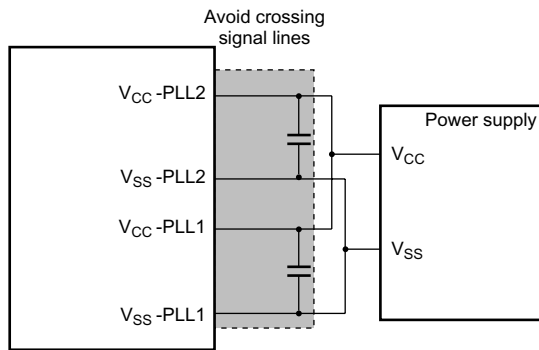 Avoid crossing
signal lines
VCC -PLL2
Power supply
VCC
VSS -PLL2
VCC -PLL1
VSS
VSS -PLL1